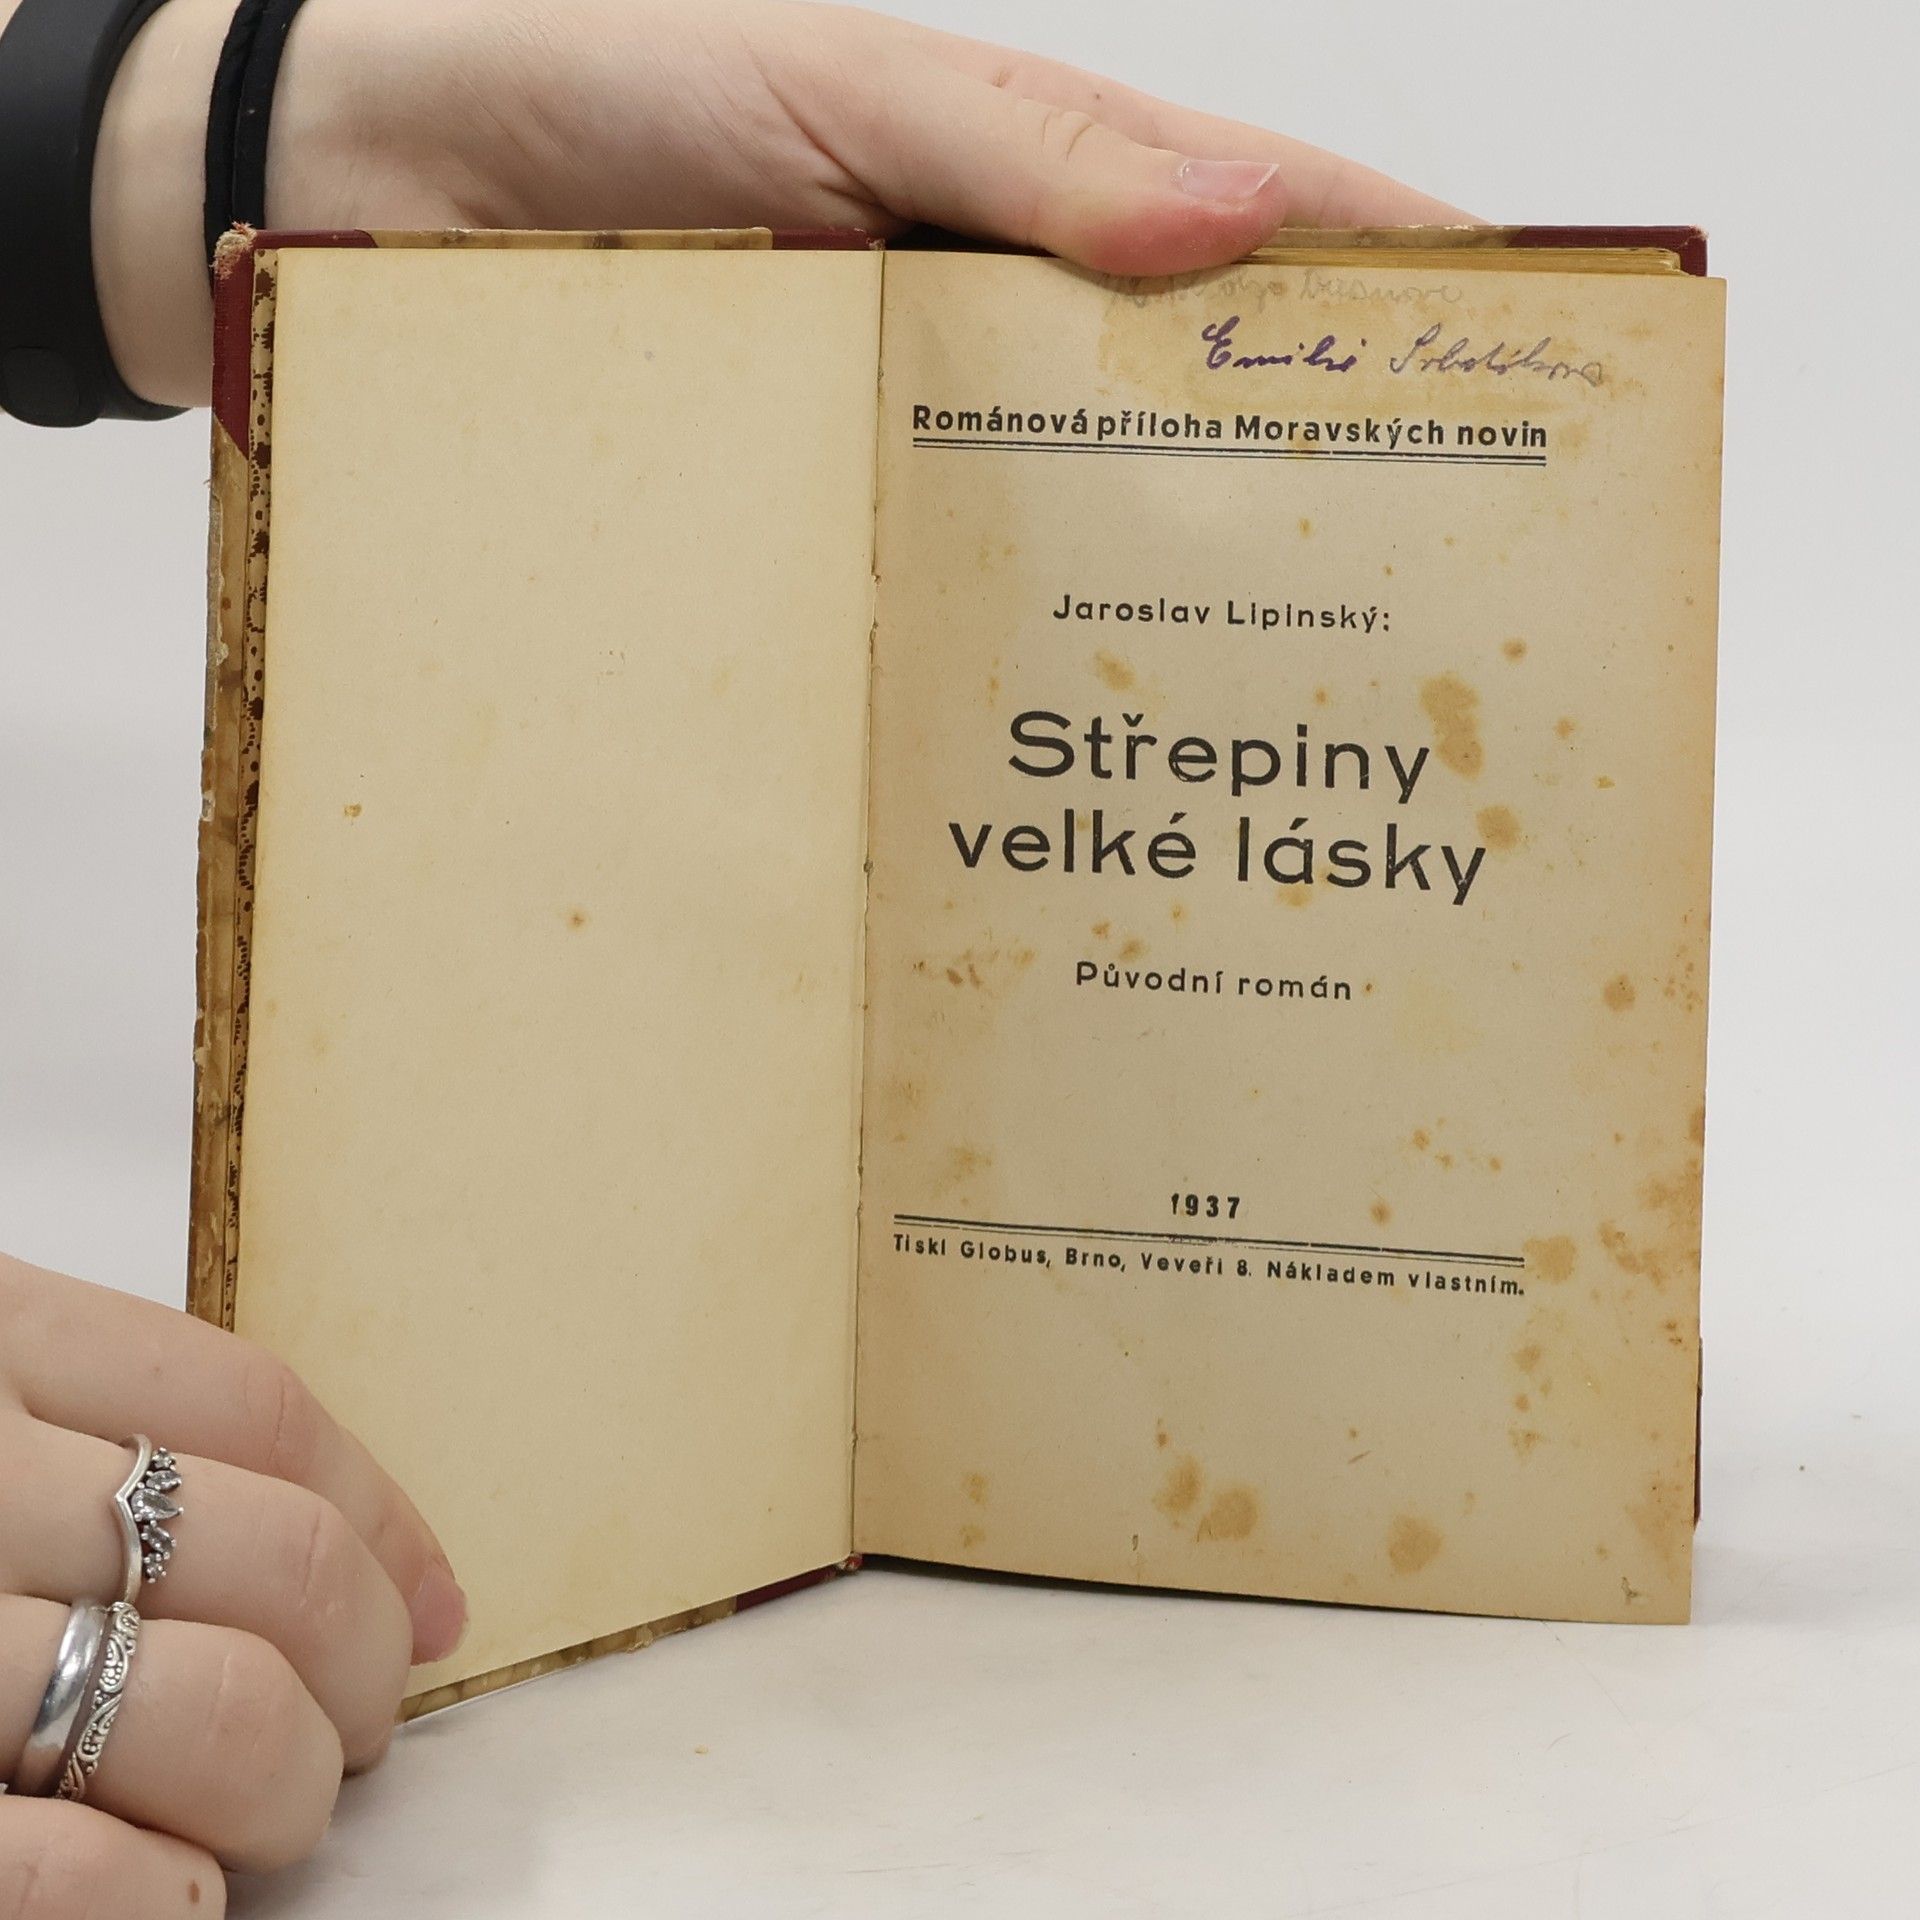 Emilie
Románová příloha Moravských novin
Jaroslav Lipinský:
Střepiny
velké lásky
Původní román
1937
Tiskl Globus, Brno, Veveří 8. Nákladem vlastním.